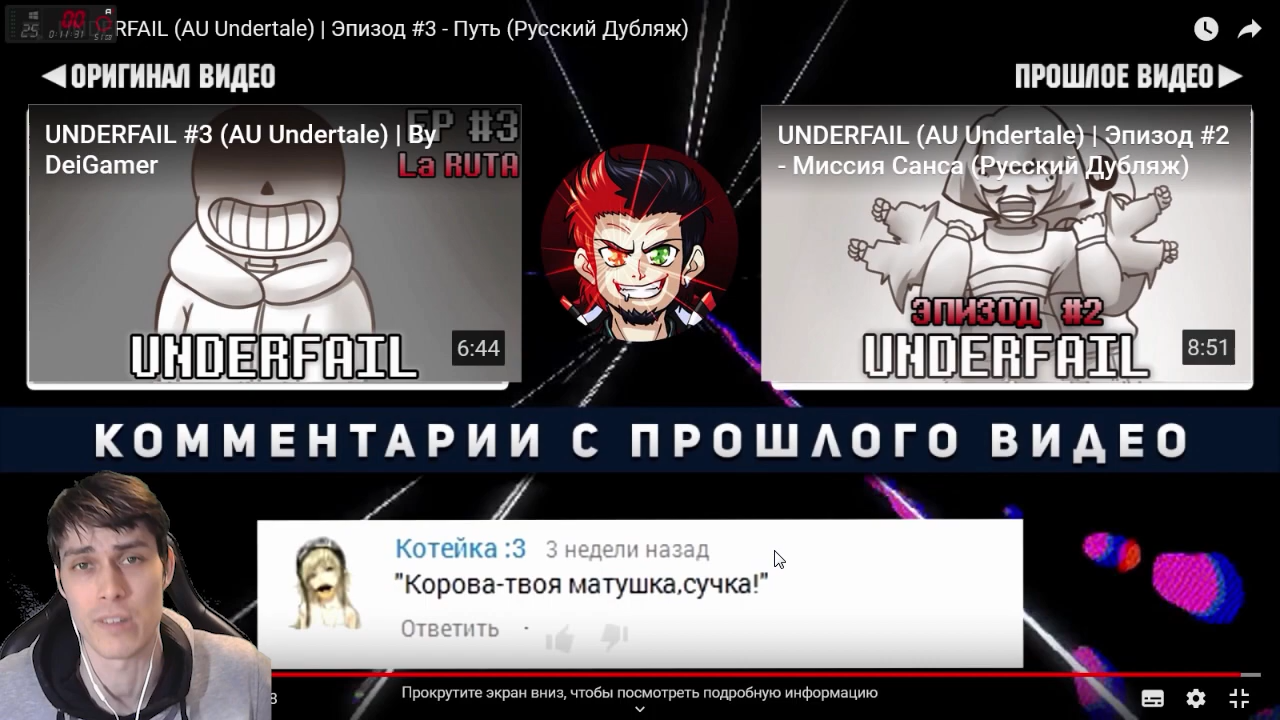 RFAIL (AU Undertale) | Эпизод #3 - Путь (Русский Дубляж)
ОРИГИНАЛ ВИДЕО
ПРОШЛОЕ ВИДЕО
EP #3
La RUTA
UNDERFAIL #3 (AU Undertale) | By
DeiGamer
UNDERFAIL
6:44
UNDERFAIL (AU Undertale) | Эпизод #2
- Миссия Санса (Русский Дубляж)
ЭПИЗОД #2
UNDERFAIL
8:51
КОММЕНТАРИИ С ПРОШЛОГО ВИДЕО
Котейка :3 3 недели назад
"Корова-твоя матушка,сучка!"
Ответить ·
8
Прокрутите экран вниз, чтобы посмотреть подробную информацию